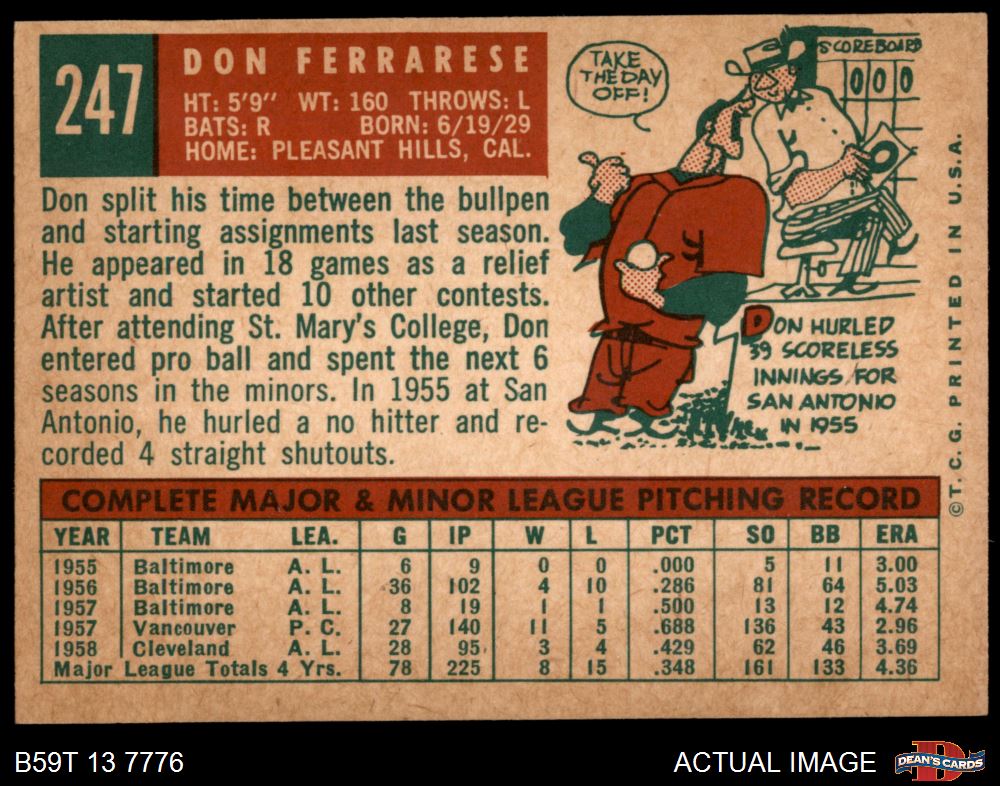 247
DON FERRARESE
HT: 5'9" WT: 160 THROWS: L
BATS: R BORN: 6/19/29
HOME: PLEASANT HILLS, CAL.
Don split his time between the bullpen
and starting assignments last season.
He appeared in 18 games as a relief
artist and started 10 other contests.
After attending St. Mary's College, Don
entered pro ball and spent the next 6
seasons in the minors. In 1955 at San
Antonio, he hurled a no hitter and re-
corded 4 straight shutouts.
TAKE
THE DAY
OFF!
SCOREBOARD
0 0 0
DON HURLED
39 SCORELESS
INNINGS FOR
SAN ANTONIO
IN 1955
©T. C. G. PRINTED IN U.S.A.
COMPLETE MAJOR & MINOR LEAGUE PITCHING RECORD
YEAR TEAM LEA. G IP W L PCT SO BB ERA
1955 Baltimore A. L. 6 9 0 0 .000 5 11 3.00
1956 Baltimore A. L. 36 102 4 10 .286 81 64 5.03
1957 Baltimore A. L. 8 19 1 1 .500 13 12 4.74
1957 Vancouver P. C. 27 140 11 5 .688 136 43 2.96
1958 Cleveland A. L. 28 95 3 4 .429 62 46 3.69
Major League Totals 4 Yrs. 78 225 8 15 .348 161 133 4.36
B59T 13 7776
ACTUAL IMAGE
D
DEAN'S CARDS